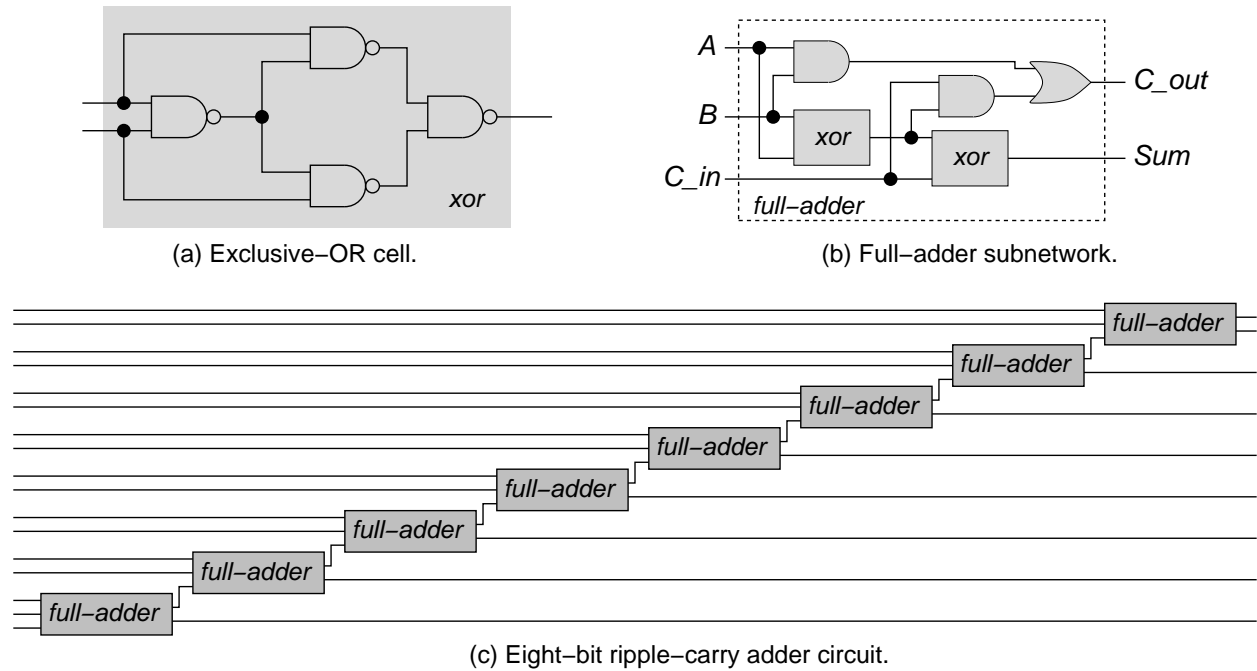 xor
(a) Exclusive–OR cell.
A
B
C_in
xor
xor
C_out
Sum
full–adder
(b) Full–adder subnetwork.
full–adder
full–adder
full–adder
full–adder
full–adder
full–adder
full–adder
full–adder
(c) Eight–bit ripple–carry adder circuit.